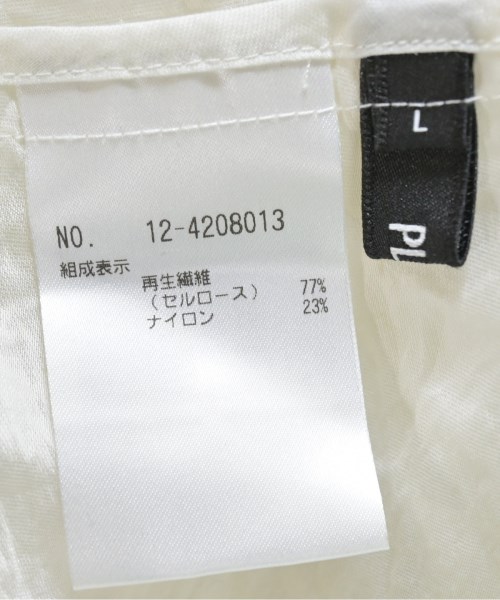 NO. 12-4208013
組成表示
再生繊維 77%
(セルロース)
ナイロン 23%
L